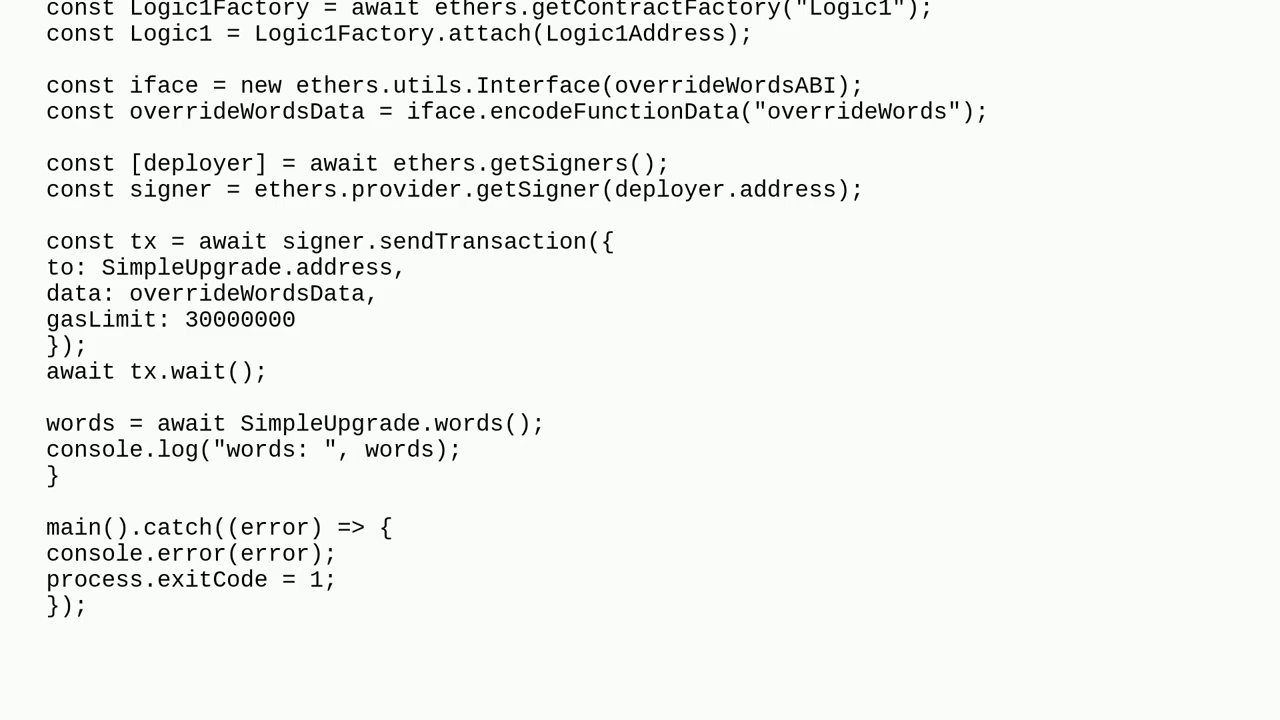 const Logic1Factory = await ethers.getContractFactory("Logic1");
const Logic1 = Logic1Factory.attach(Logic1Address);
const iface = new ethers.utils.Interface(overrideWordsABI);
const overrideWordsData = iface.encodeFunctionData("overrideWords");
const [deployer] = await ethers.getSigners();
const signer = ethers.provider.getSigner(deployer.address);
const tx = await signer.sendTransaction({
to: SimpleUpgrade.address,
data: overrideWordsData,
gasLimit: 30000000
});
await tx.wait();
words = await SimpleUpgrade.words();
console.log("words: ", words);
}
main().catch((error) => {
console.error(error);
process.exitCode = 1;
});